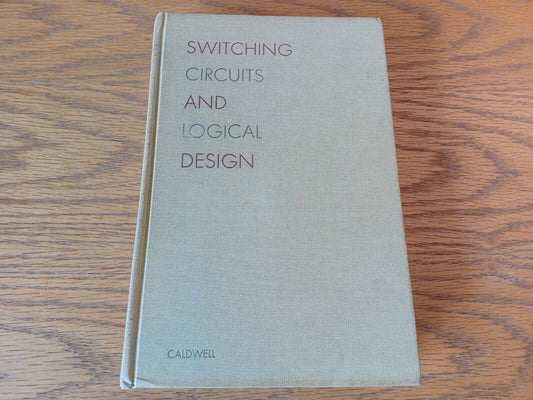 SWITCHING
CIRCUITS
AND
LOGICAL
DESIGN
CALDWELL